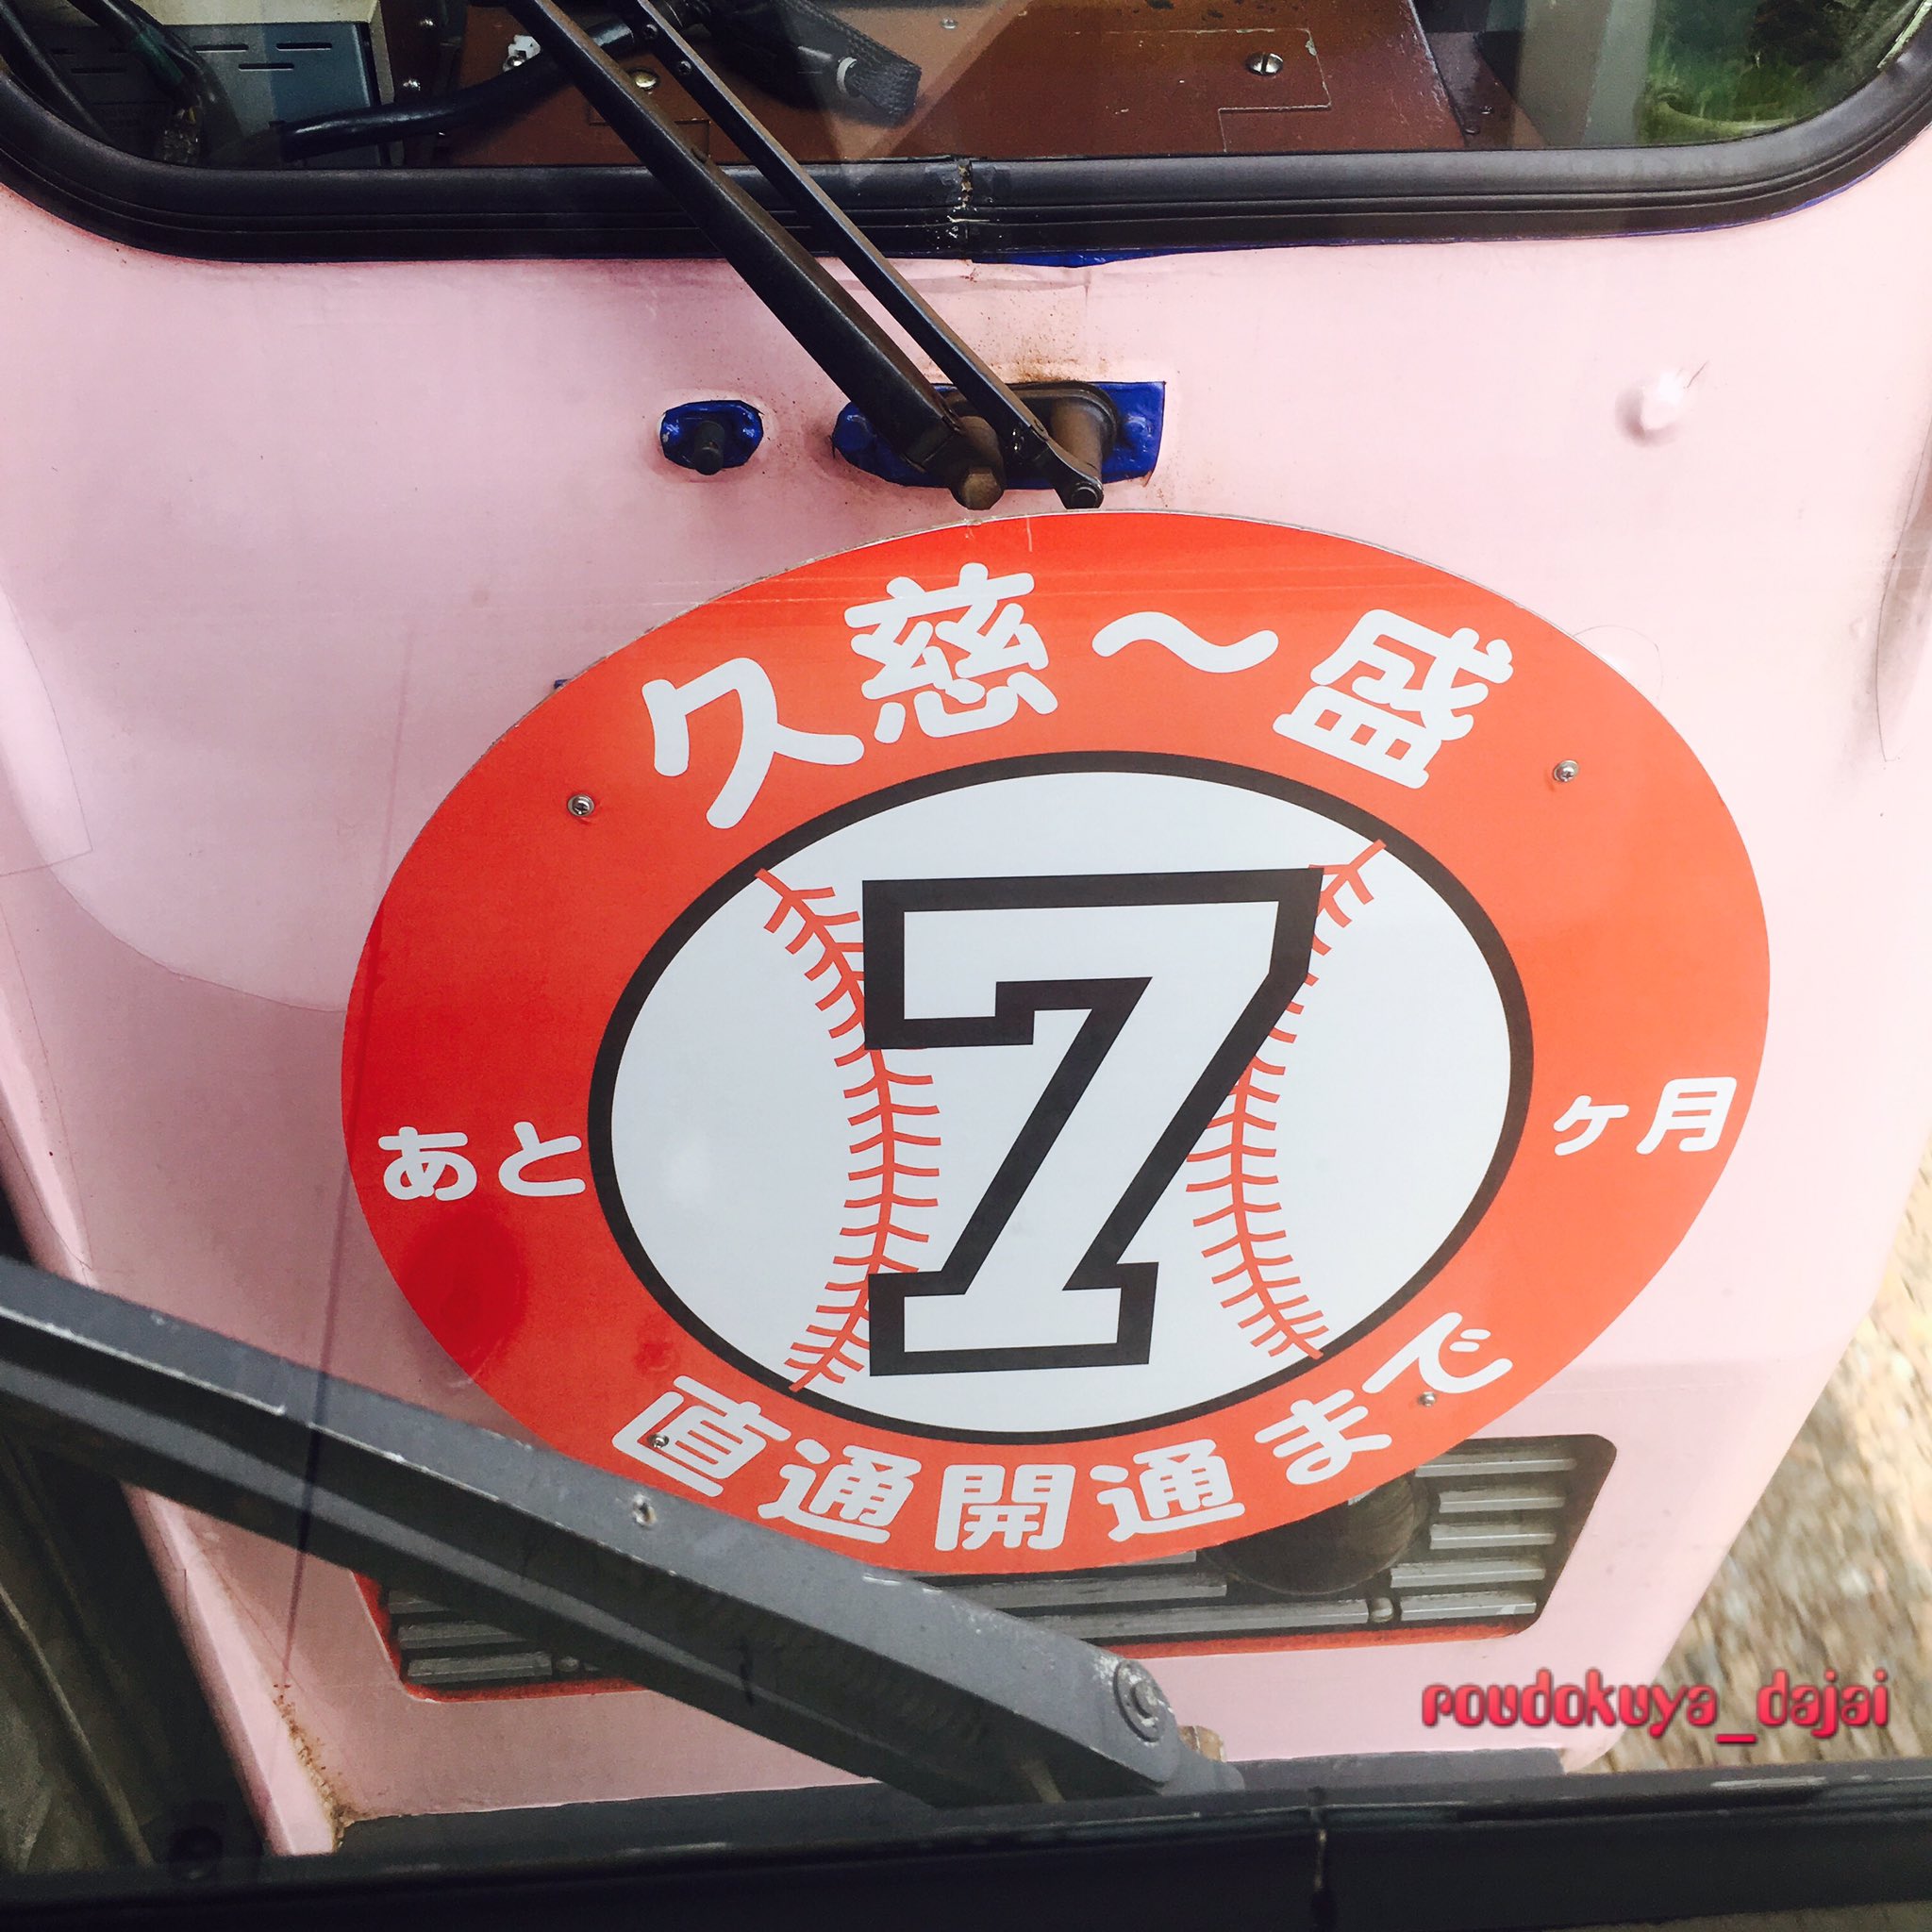 久慈〜盛
あと
7
ヶ月
直通開通まで
roudokuya_dajai